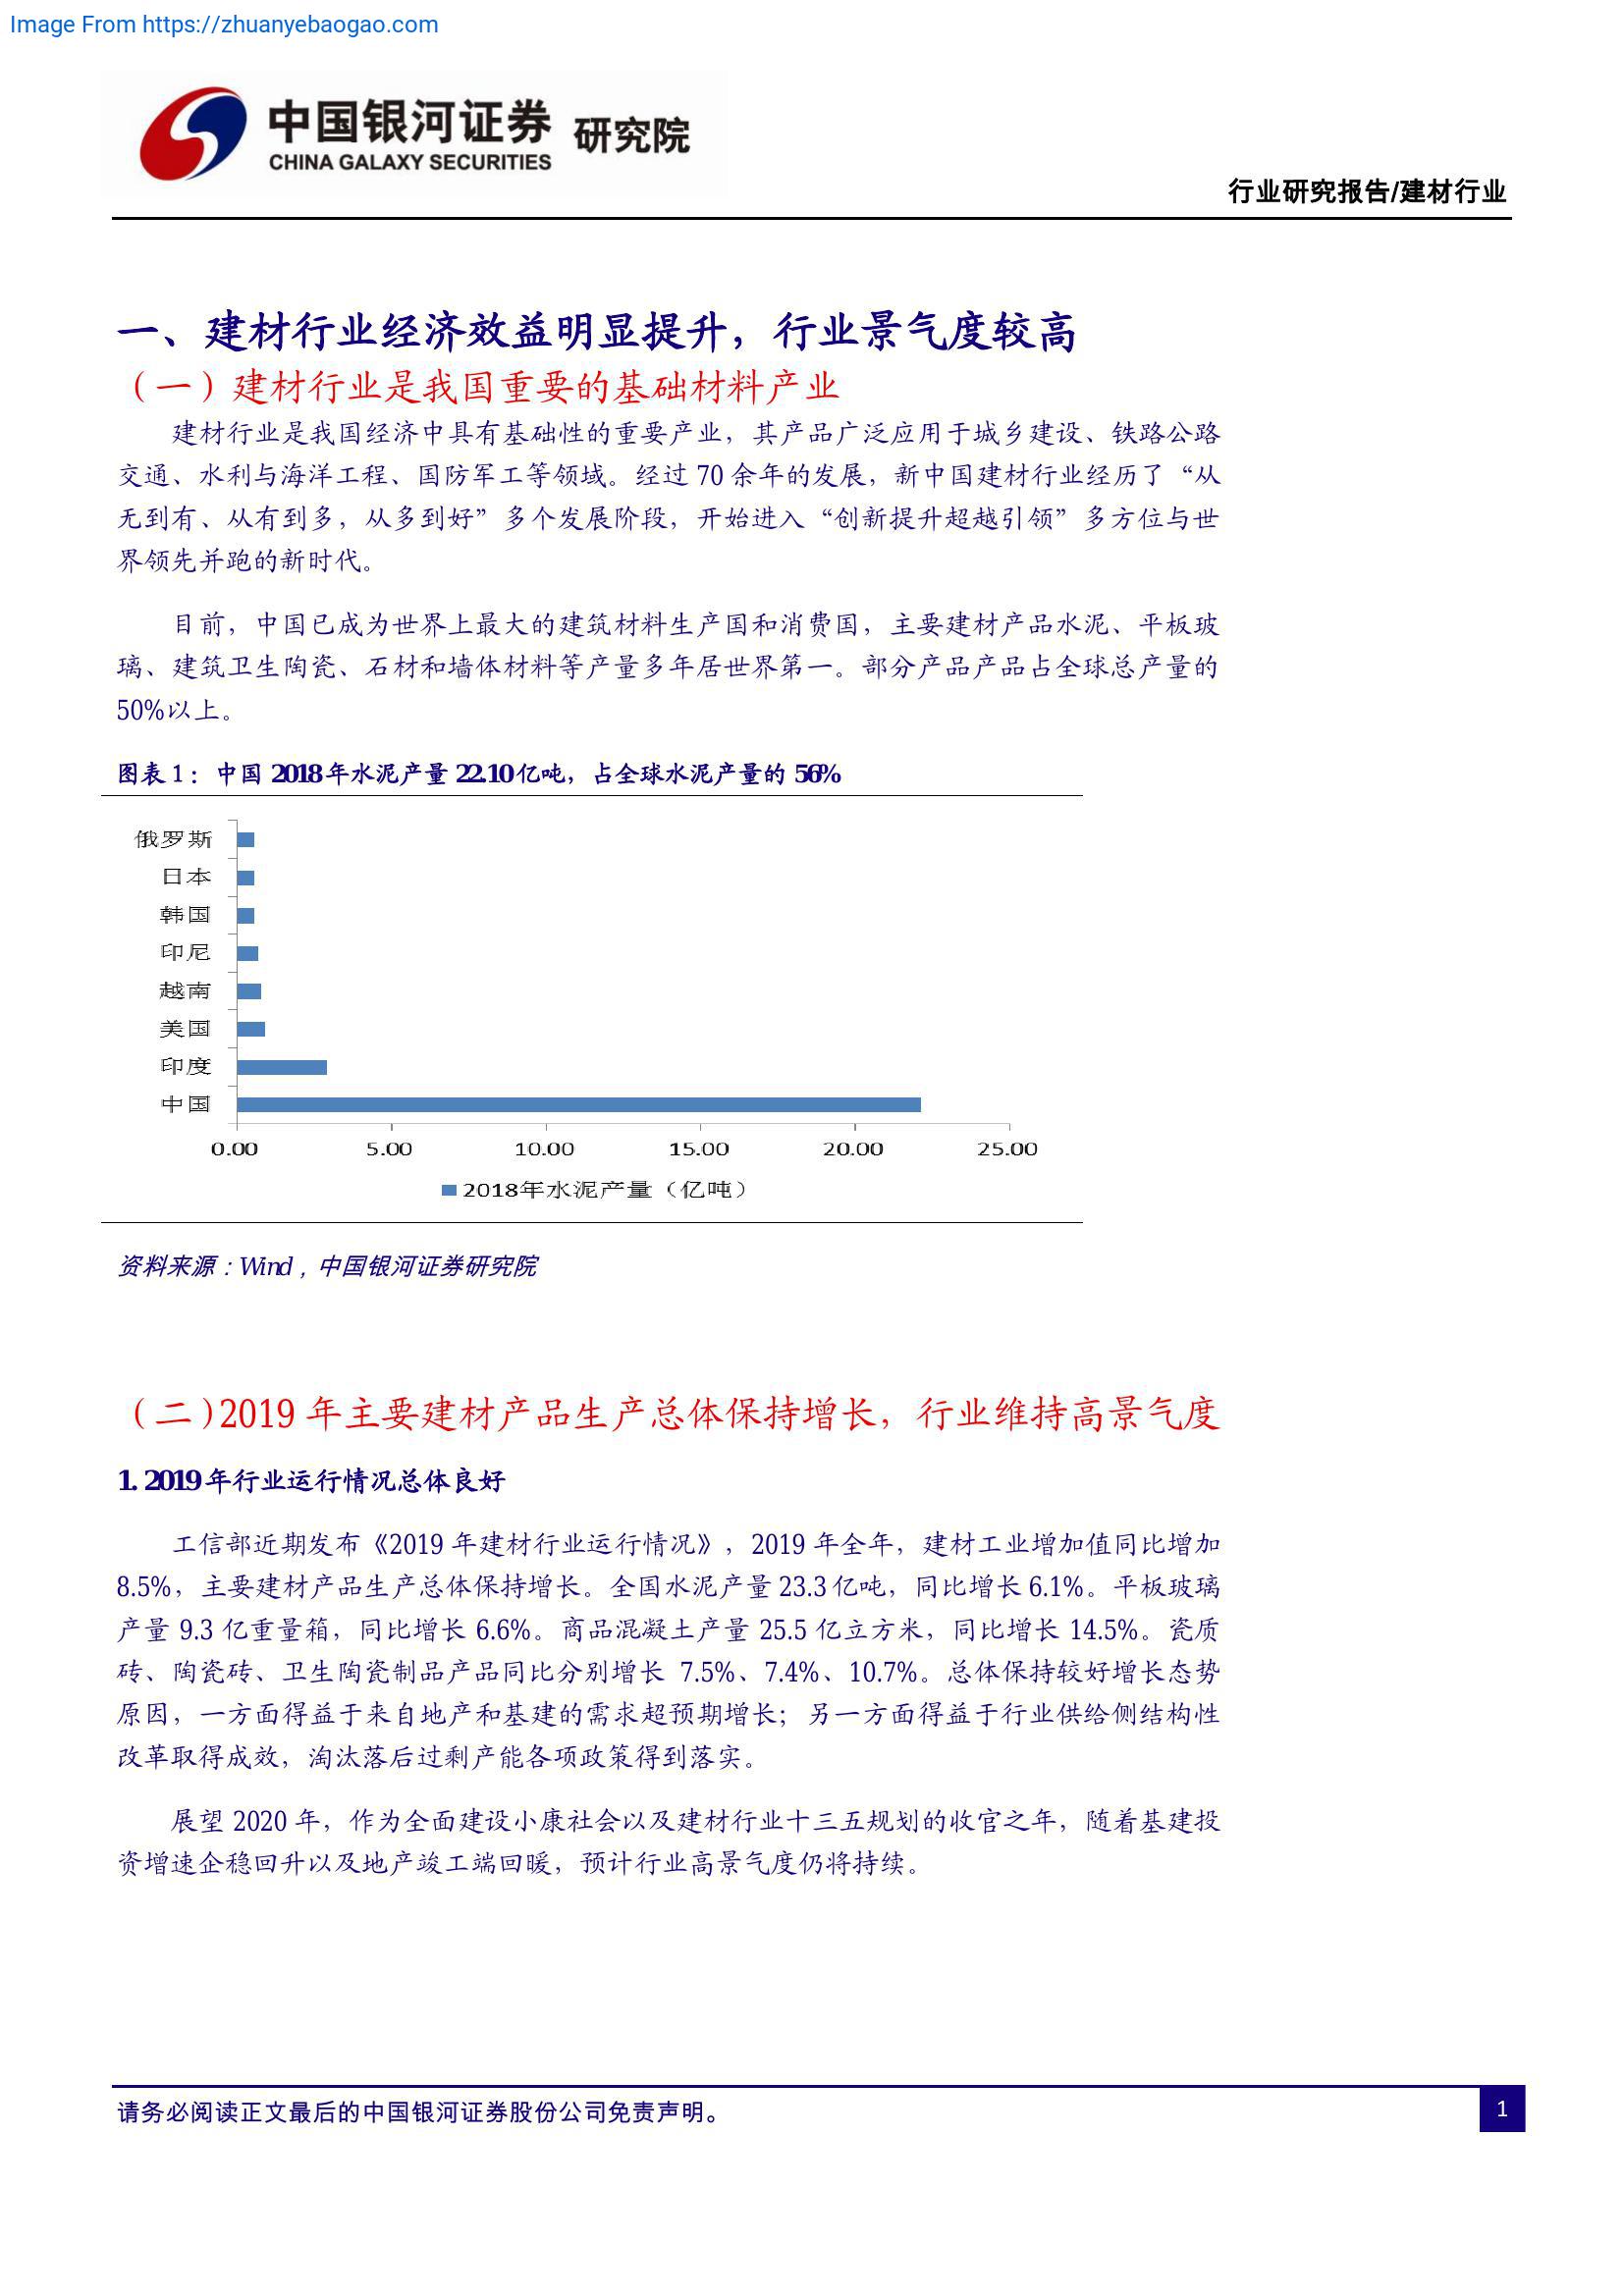 Image From https://zhuanyebaogao.com
中国银河证券 研究院
CHINA GALAXY SECURITIES
行业研究报告/建材行业
一、建材行业经济效益明显提升，行业景气度较高
（一）建材行业是我国重要的基础材料产业
建材行业是我国经济中具有基础性的重要产业，其产品广泛应用于城乡建设、铁路公路
交通、水利与海洋工程、国防军工等领域。经过 70 余年的发展，新中国建材行业经历了“从
无到有、从有到多，从多到好”多个发展阶段，开始进入“创新提升超越引领”多方位与世
界领先并跑的新时代。
目前，中国已成为世界上最大的建筑材料生产国和消费国，主要建材产品水泥、平板玻
璃、建筑卫生陶瓷、石材和墙体材料等产量多年居世界第一。部分产品产品占全球总产量的
50%以上。
图表 1： 中国 2018 年水泥产量 22.10 亿吨，占全球水泥产量的 56%
俄罗斯
日本
韩国
印尼
越南
美国
印度
中国
0.00 5.00 10.00 15.00 20.00 25.00
2018年水泥产量（亿吨）
资料来源：Wind，中国银河证券研究院
（二）2019 年主要建材产品生产总体保持增长，行业维持高景气度
1. 2019 年行业运行情况总体良好
工信部近期发布《2019 年建材行业运行情况》，2019 年全年，建材工业增加值同比增加
8.5%，主要建材产品生产总体保持增长。全国水泥产量 23.3 亿吨，同比增长 6.1%。平板玻璃
产量 9.3 亿重量箱，同比增长 6.6%。商品混凝土产量 25.5 亿立方米，同比增长 14.5%。瓷质
砖、陶瓷砖、卫生陶瓷制品产品同比分别增长 7.5%、7.4%、10.7%。总体保持较好增长态势
原因，一方面得益于来自地产和基建的需求超预期增长；另一方面得益于行业供给侧结构性
改革取得成效，淘汰落后过剩产能各项政策得到落实。
展望 2020 年，作为全面建设小康社会以及建材行业十三五规划的收官之年，随着基建投
资增速企稳回升以及地产竣工端回暖，预计行业高景气度仍将持续。
请务必阅读正文最后的中国银河证券股份公司免责声明。
1